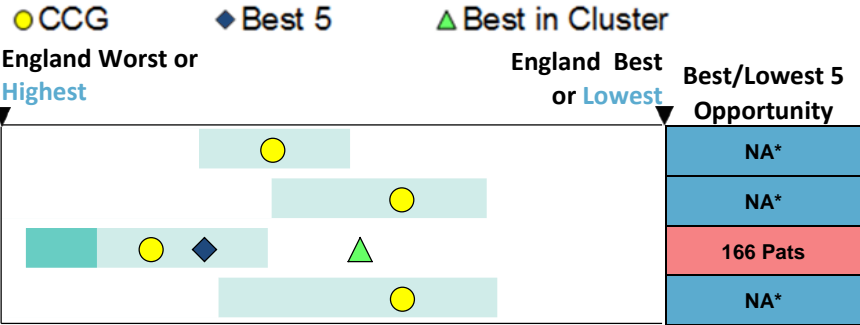 CCG Best 5 Best in Cluster
England Worst or
Highest
England Best
or Lowest
Best/Lowest 5
Opportunity
NA*
NA*
166 Pats
NA*